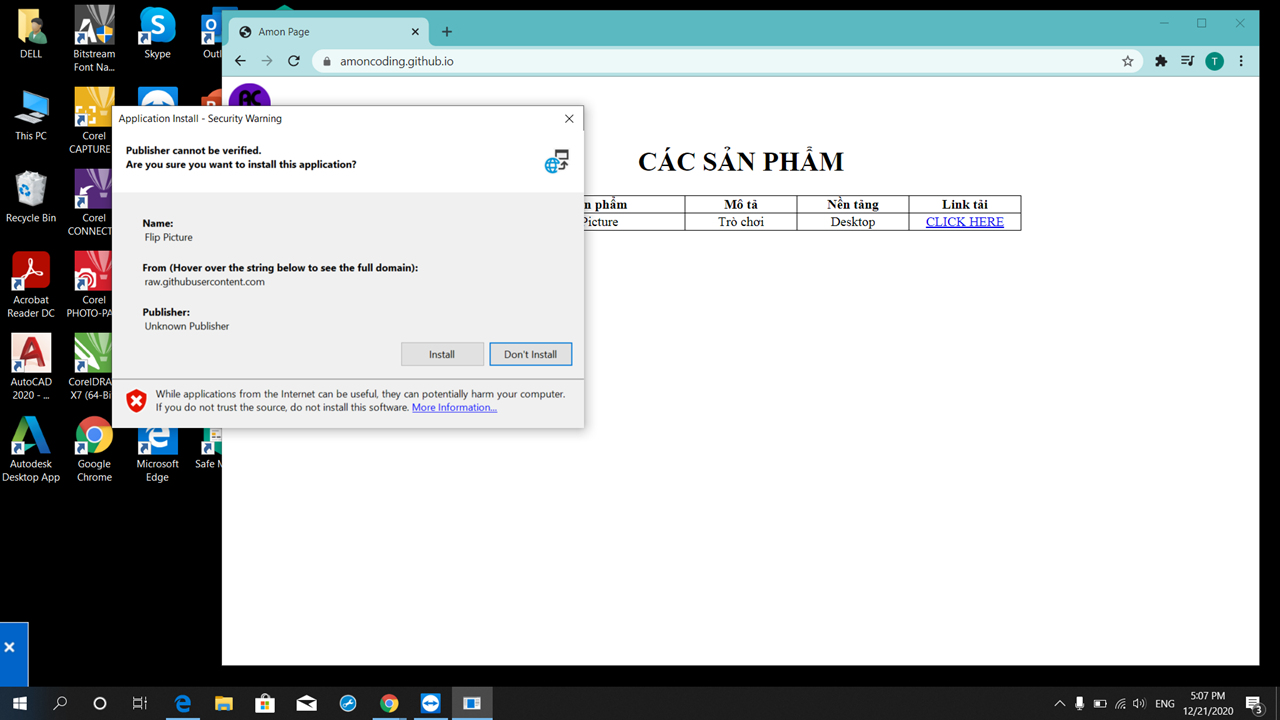 DELL
Bitstream
Font Na...
Skype
This PC
Corel
CAPTURE
Recycle Bin
Corel
CONNECT
Acrobat
Reader DC
Corel
PHOTO-PA
AutoCAD
2020 - ...
CorelDRA
X7 (64-Bi
Autodesk
Desktop App
Google
Chrome
Microsoft
Edge
Safe
Amon Page
amoncoding.github.io
T
CÁC SẢN PHẨM
Mô tả
Nền tảng
Link tải
Picture
Trò chơi
Desktop
CLICK HERE
Application Install - Security Warning
Publisher cannot be verified.
Are you sure you want to install this application?
Name:
Flip Picture
From (Hover over the string below to see the full domain):
raw.githubusercontent.com
Publisher:
Unknown Publisher
Install
Don't Install
While applications from the Internet can be useful, they can potentially harm your computer.
If you do not trust the source, do not install this software. More Information...
ENG
5:07 PM
12/21/2020
3